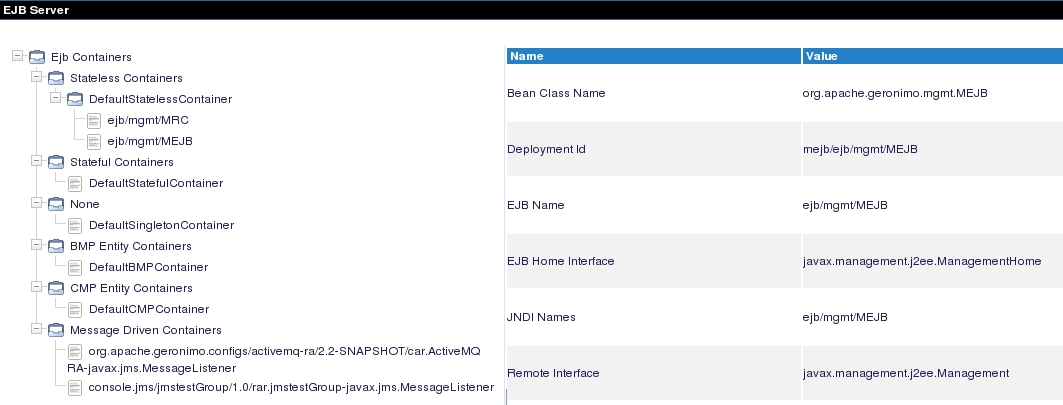 EJB Server
Ejb Containers
Stateless Containers
DefaultStatelessContainer
ejb/mgmt/MRC
ejb/mgmt/MEJB
Stateful Containers
DefaultStatefulContainer
None
DefaultSingletonContainer
BMP Entity Containers
DefaultBMPContainer
CMP Entity Containers
DefaultCMPContainer
Message Driven Containers
org.apache.geronimo.configs/activemq-ra/2.2-SNAPSHOT/car.ActiveMQ
RA-javax.jms.MessageListener
console.jms/jmstestGroup/1.0/rar.jmstestGroup-javax.jms.MessageListener
Name Value
Bean Class Name org.apache.geronimo.mgmt.MEJB
Deployment Id mejb/ejb/mgmt/MEJB
EJB Name ejb/mgmt/MEJB
EJB Home Interface javax.management.j2ee.ManagementHome
JNDI Names ejb/mgmt/MEJB
Remote Interface javax.management.j2ee.Management